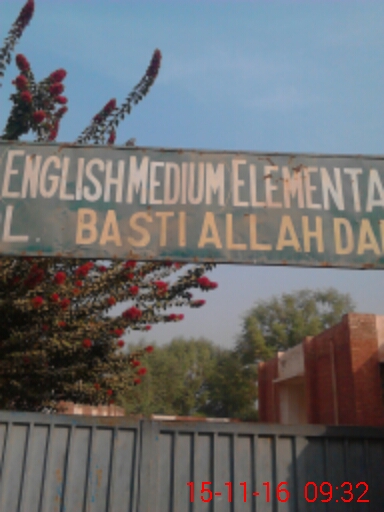 ENGLISH MEDIUM ELEMENTA
L. BASTI ALLAH DA
15-11-16 09:32